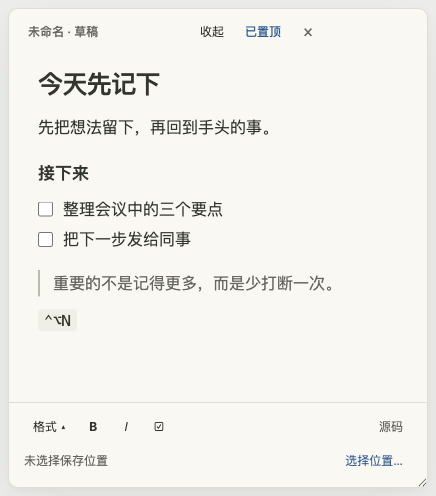 未命名 · 草稿 收起 已置顶 ×
今天先记下
先把想法留下，再回到手头的事。
接下来
整理会议中的三个要点
把下一步发给同事
重要的不是记得更多，而是少打断一次。
^⌥N
格式 ▴ B I ☑ 源码
未选择保存位置 选择位置...